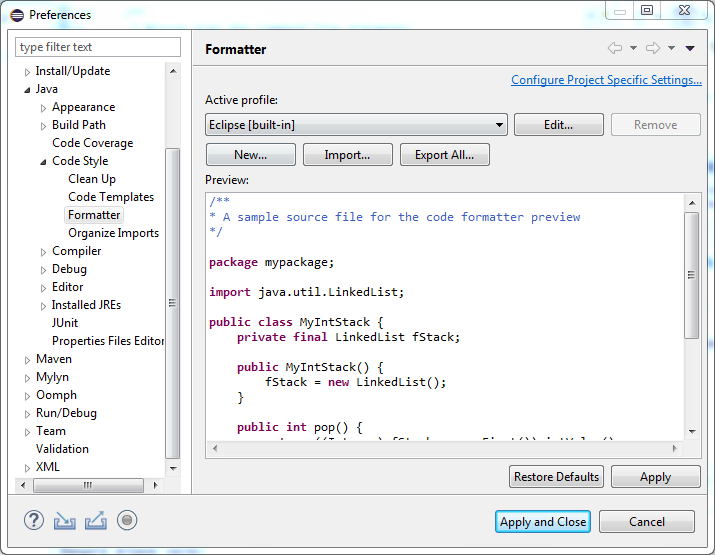 Preferences
type filter text
Install/Update
Java
Appearance
Build Path
Code Coverage
Code Style
Clean Up
Code Templates
Formatter
Organize Imports
Compiler
Debug
Editor
Installed JREs
JUnit
Properties Files Editor
Maven
Mylyn
Oomph
Run/Debug
Team
Validation
XML
Formatter
Configure Project Specific Settings...
Active profile:
Eclipse [built-in]
Edit...
Remove
New...
Import...
Export All...
Preview:
/**
* A sample source file for the code formatter preview
*/
package mypackage;
import java.util.LinkedList;
public class MyIntStack {
private final LinkedList fStack;
public MyIntStack() {
fStack = new LinkedList();
}
public int pop() {
Restore Defaults
Apply
?
Apply and Close
Cancel